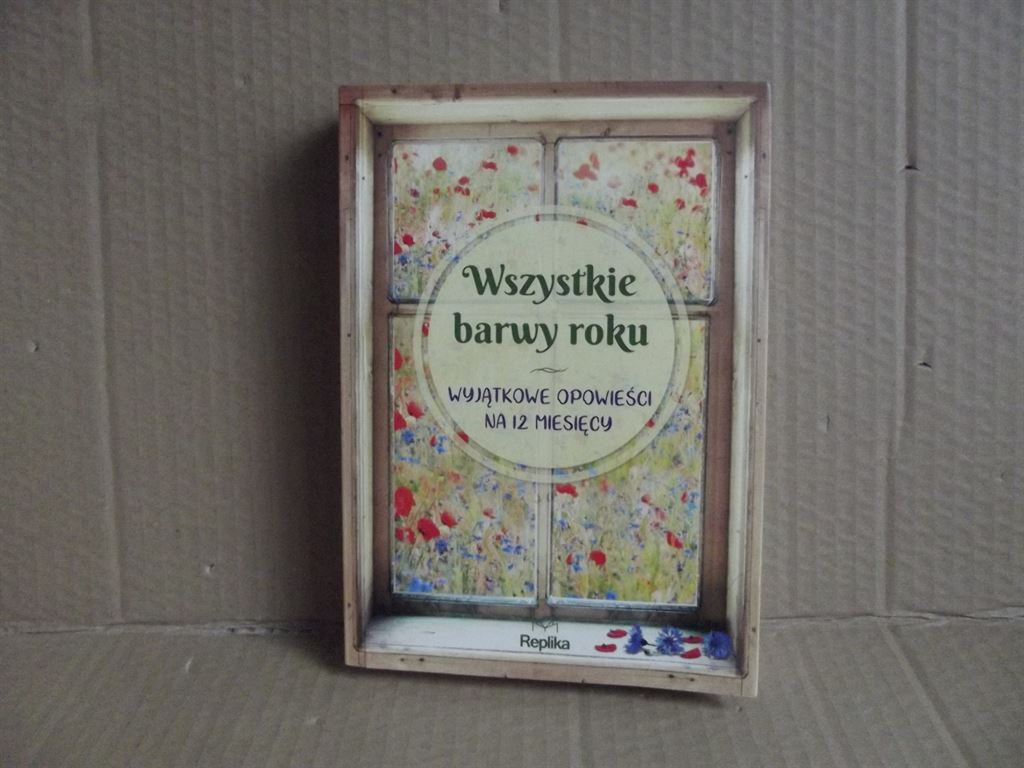 Wszystkie
barwy roku
WYJĄTKOWE OPOWIEŚCI
NA 12 MIESIĘCY
Replika